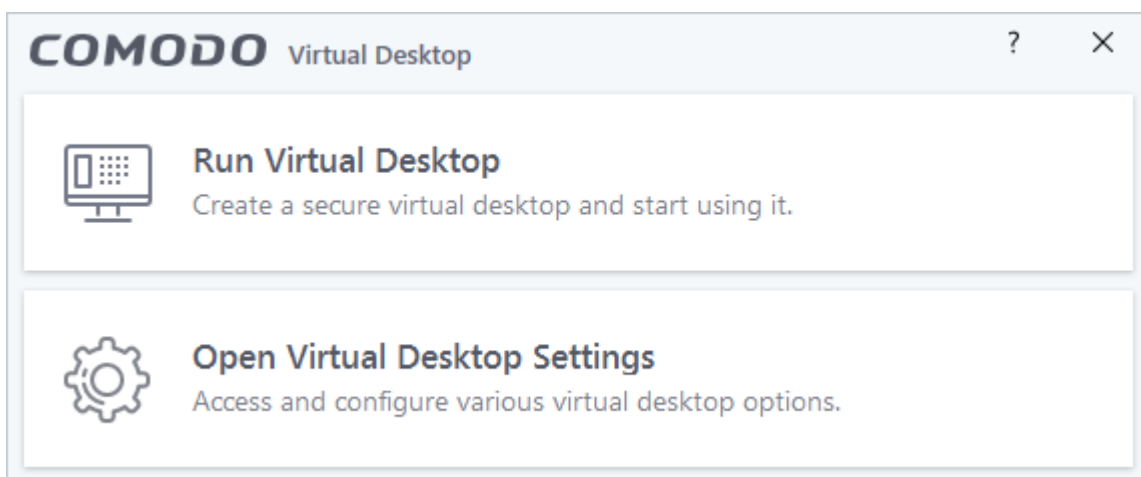 COMODO Virtual Desktop ?
Run Virtual Desktop
Create a secure virtual desktop and start using it.
Open Virtual Desktop Settings
Access and configure various virtual desktop options.